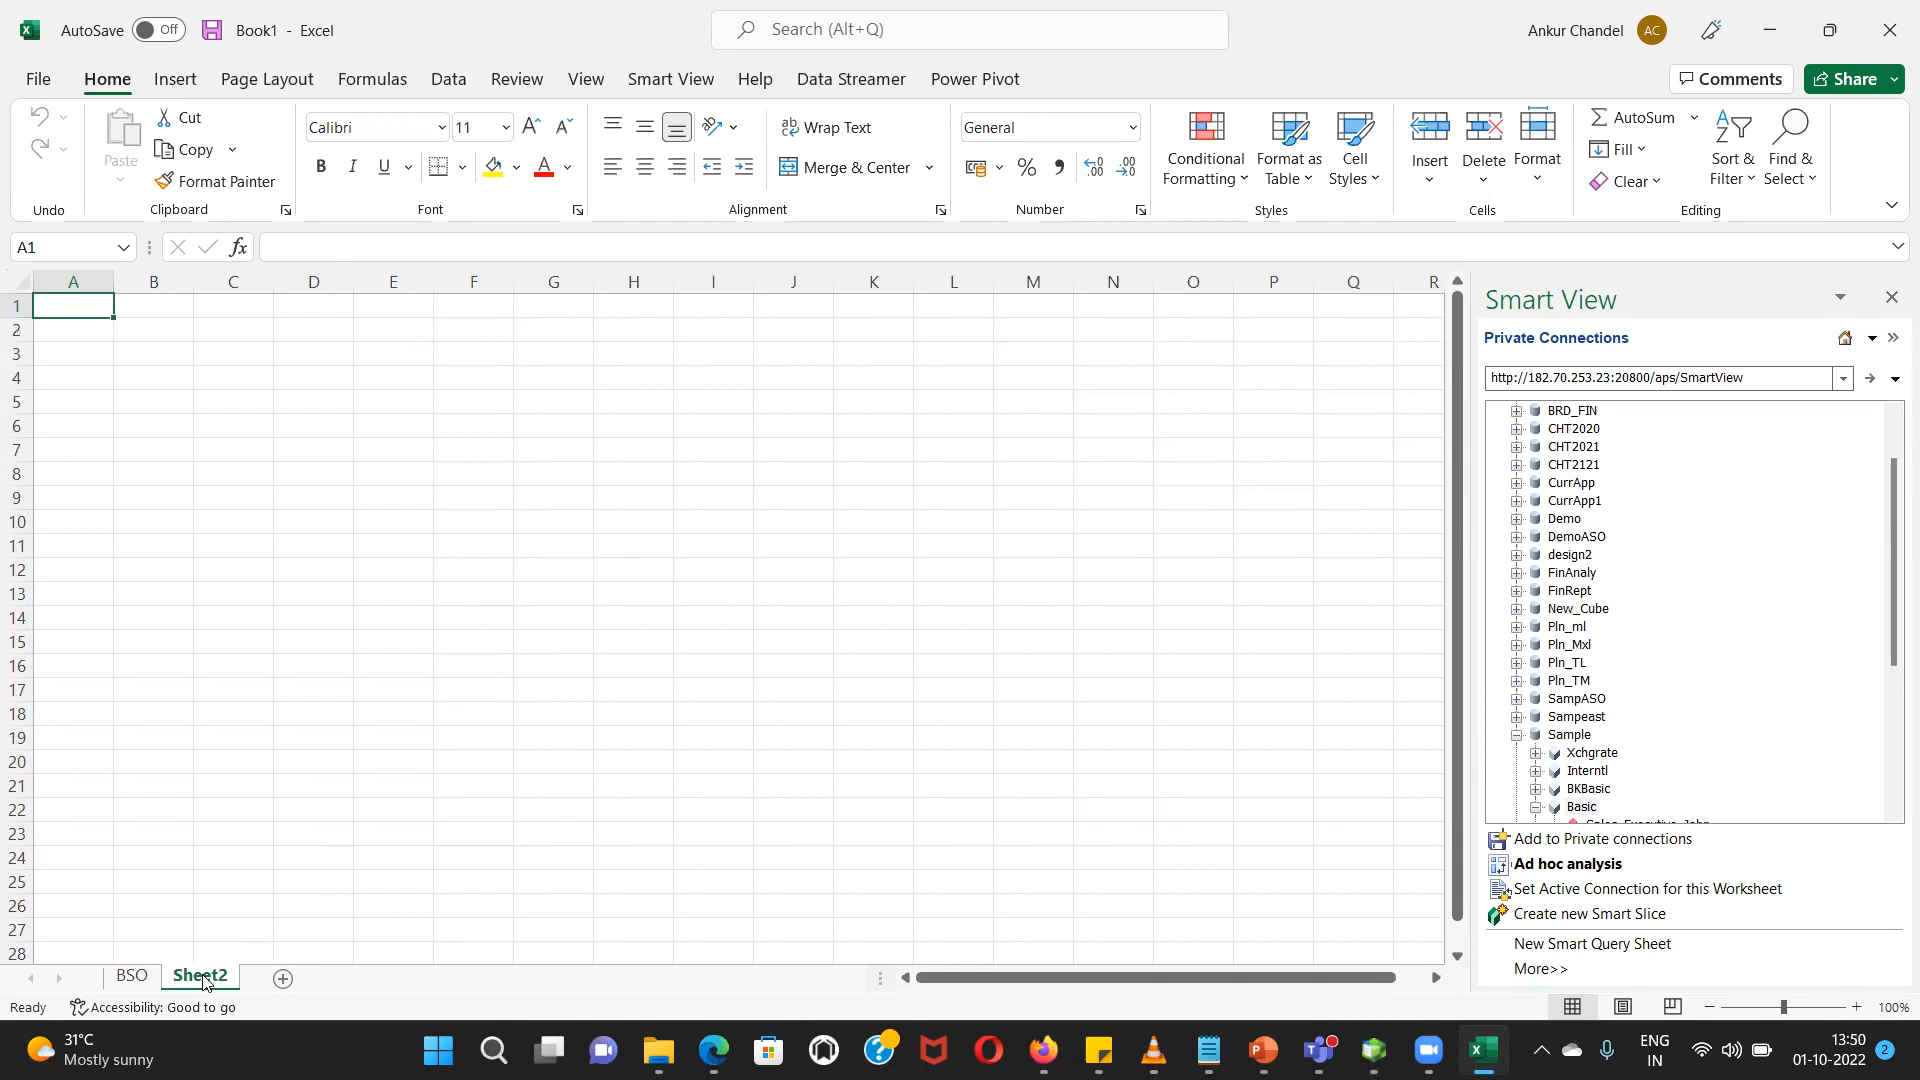 AutoSave Off Book1 - Excel Search (Alt+Q) Ankur Chandel AC
File Home Insert Page Layout Formulas Data Review View Smart View Help Data Streamer Power Pivot Comments Share
Paste Cut Copy Format Painter
Calibri 11 B I U A
Wrap Text Merge & Center
General % 9
Conditional Formatting Format as Table Cell Styles
Insert Delete Format
AutoSum Fill Clear Sort & Filter Find & Select
Undo Clipboard Font Alignment Number Styles Cells Editing
A1 fx
A B C D E F G H I J K L M N O P Q R
1
2
3
4
5
6
7
8
9
10
11
12
13
14
15
16
17
18
19
20
21
22
23
24
25
26
27
28
Smart View
Private Connections
http://182.70.253.23:20800/aps/SmartView
BRD_FIN
CHT2020
CHT2021
CHT2121
CurrApp
CurrApp1
Demo
DemoASO
design2
FinAnaly
FinRept
New_Cube
Pln_ml
Pln_Mxl
Pln_TL
Pln_TM
SampASO
Sampeast
Sample
Xchgrate
Interntl
BKBasic
Basic
Add to Private connections
Ad hoc analysis
Set Active Connection for this Worksheet
Create new Smart Slice
New Smart Query Sheet
More>>
BSO Sheet2
Ready Accessibility: Good to go 100%
31°C
Mostly sunny
ENG
IN
13:50
01-10-2022
2